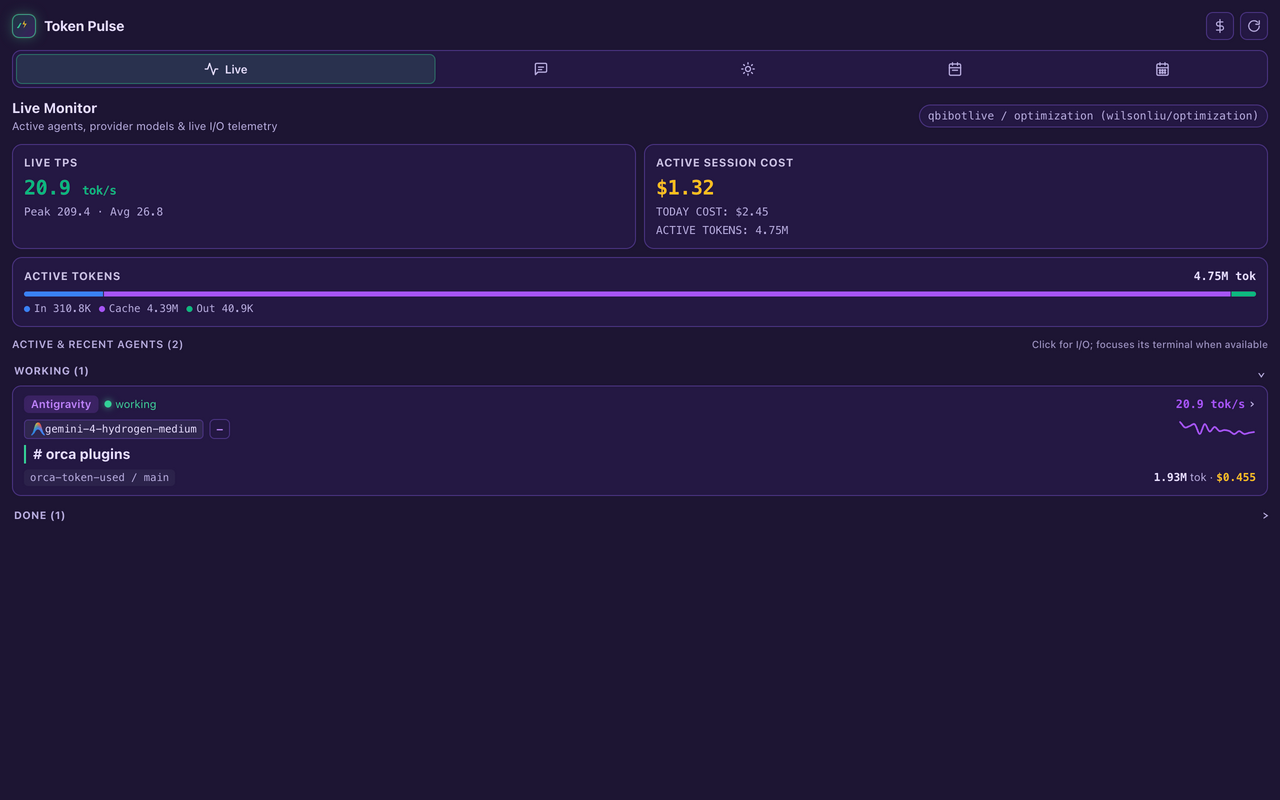 Token Pulse
Live
Live Monitor
Active agents, provider models & live I/O telemetry
qbibotlive / optimization (wilsonliu/optimization)
LIVE TPS
20.9 tok/s
Peak 209.4 · Avg 26.8
ACTIVE SESSION COST
$1.32
TODAY COST: $2.45
ACTIVE TOKENS: 4.75M
ACTIVE TOKENS
4.75M tok
In 310.8K
Cache 4.39M
Out 40.9K
ACTIVE & RECENT AGENTS (2)
Click for I/O; focuses its terminal when available
WORKING (1)
Antigravity
working
20.9 tok/s ›
gemini-4-hydrogen-medium
—
# orca plugins
orca-token-used / main
1.93M tok · $0.455
DONE (1)